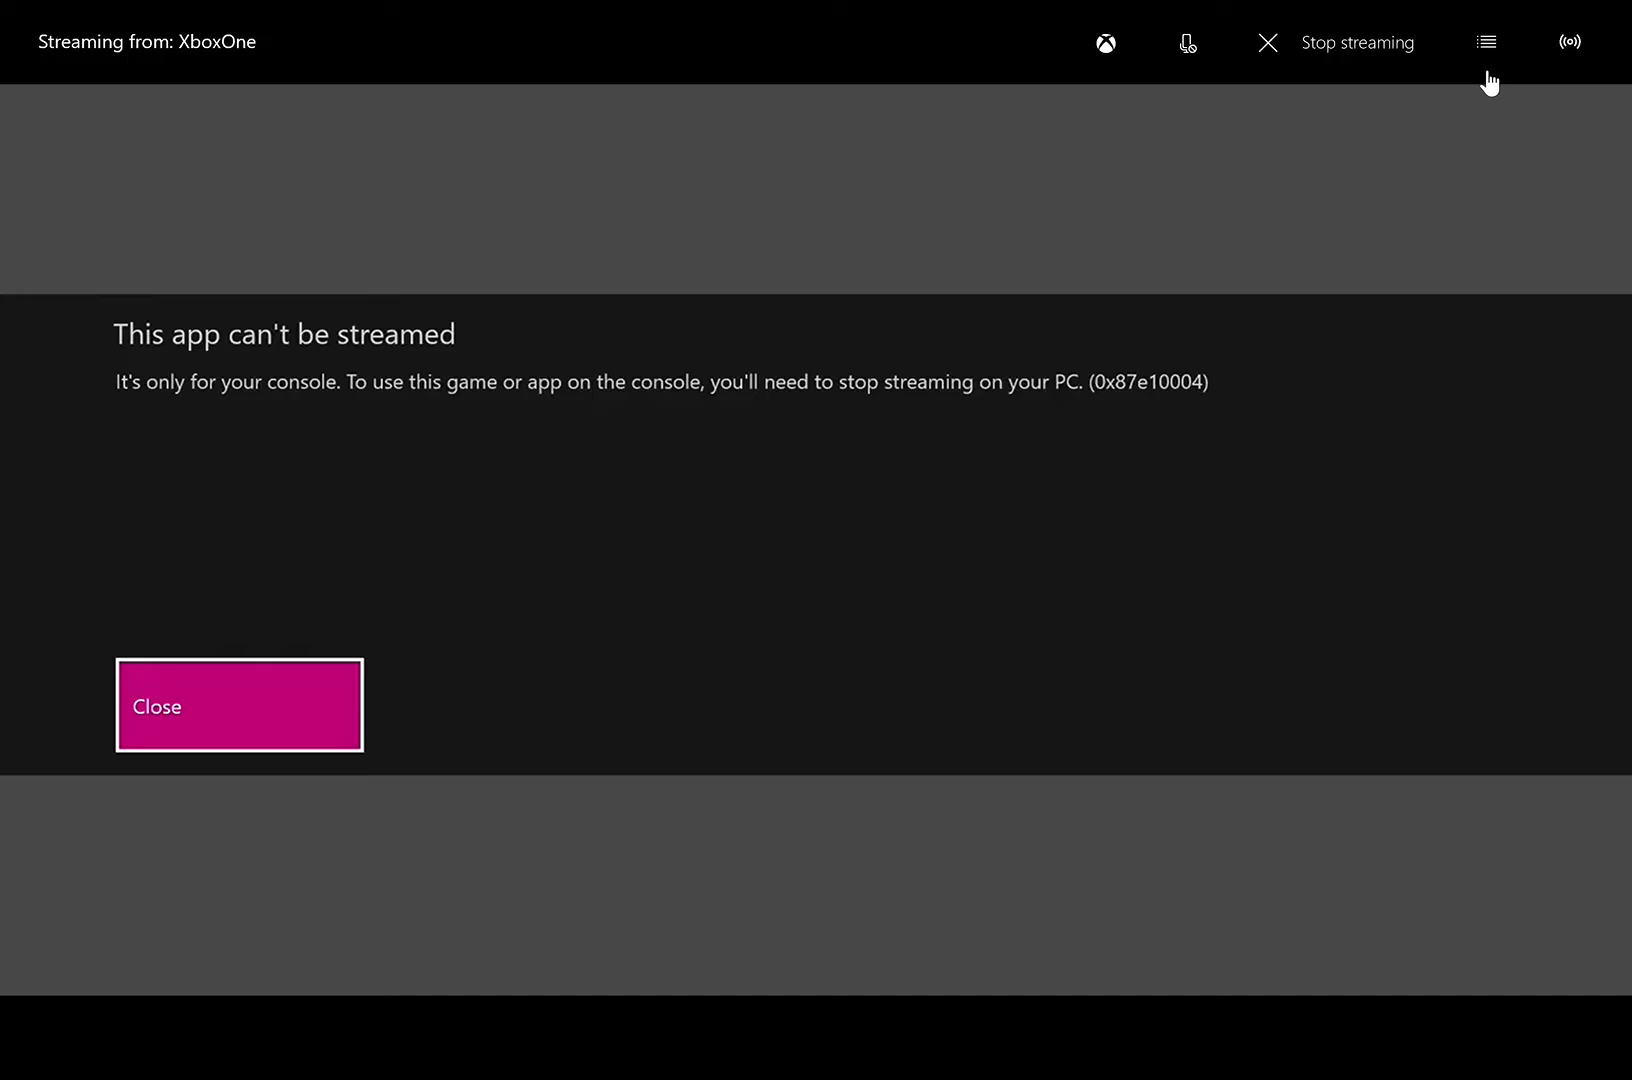 Streaming from: XboxOne
Stop streaming
This app can't be streamed
It's only for your console. To use this game or app on the console, you'll need to stop streaming on your PC. (0x87e10004)
Close